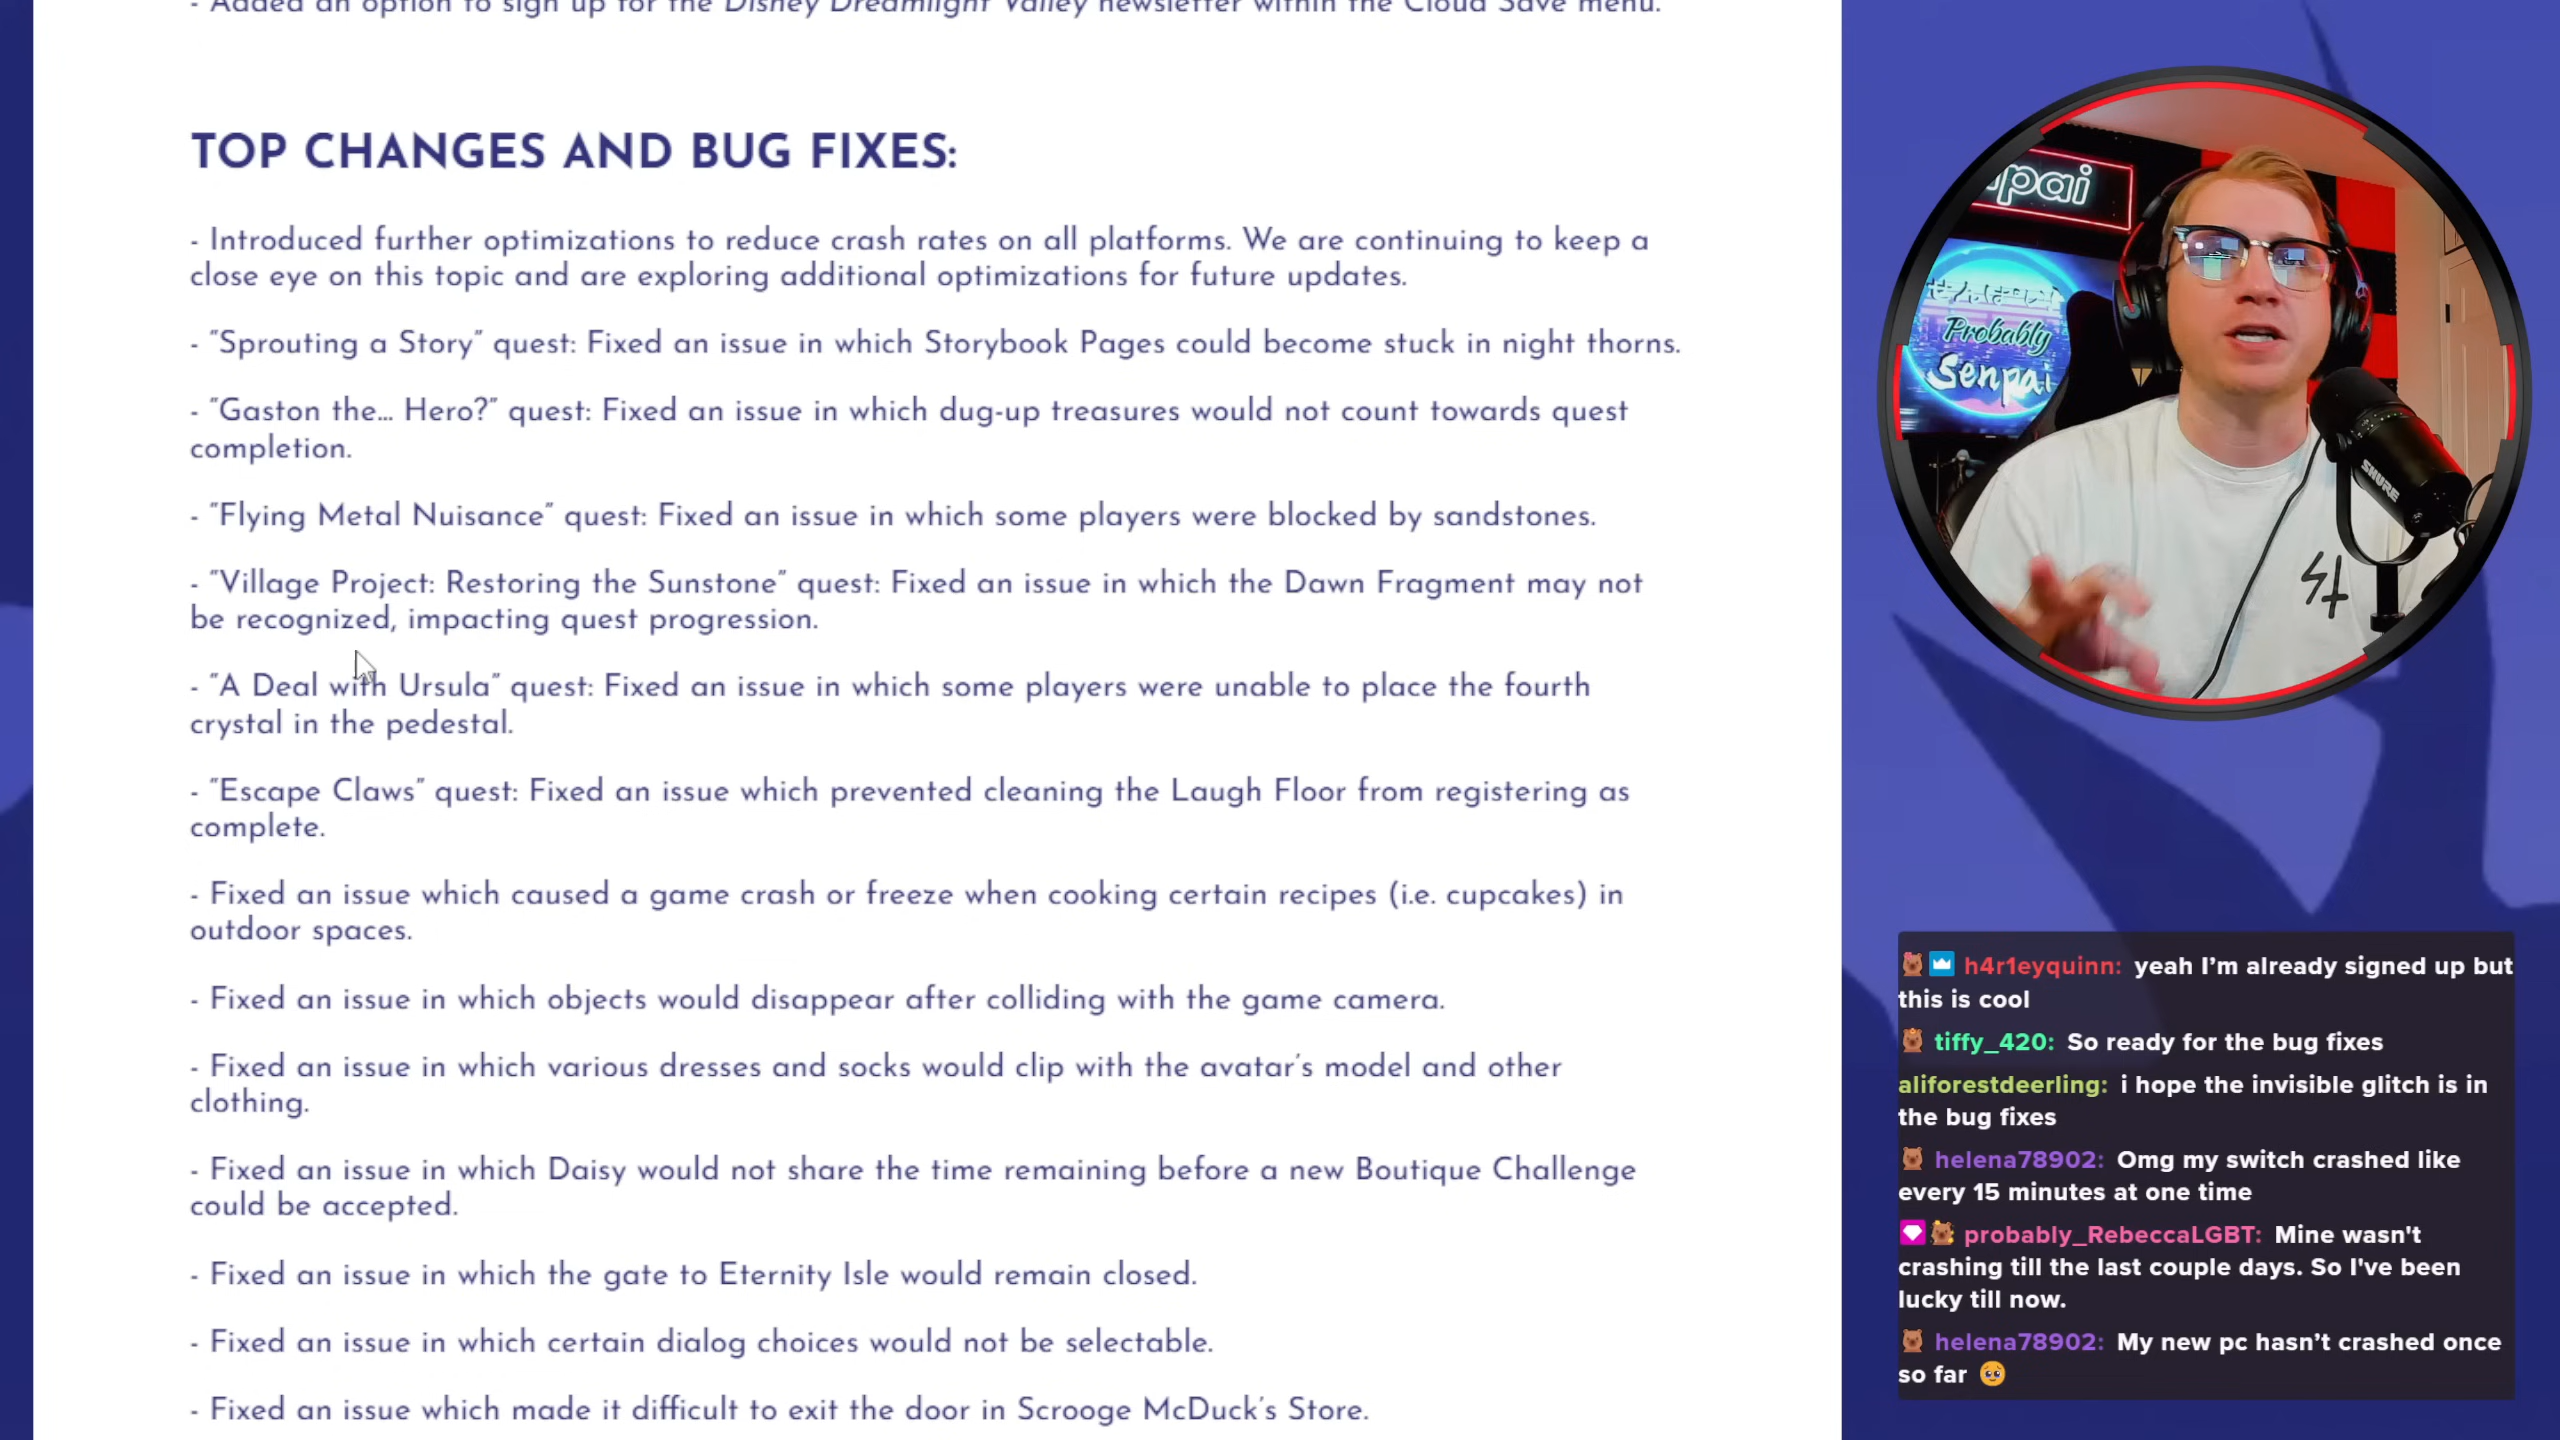 - Added an option to sign up for the Disney Dreamlight Valley newsletter within the Cloud Save menu.
TOP CHANGES AND BUG FIXES:
- Introduced further optimizations to reduce crash rates on all platforms. We are continuing to keep a
close eye on this topic and are exploring additional optimizations for future updates.
- "Sprouting a Story" quest: Fixed an issue in which Storybook Pages could become stuck in night thorns.
- "Gaston the... Hero?" quest: Fixed an issue in which dug-up treasures would not count towards quest
completion.
- "Flying Metal Nuisance" quest: Fixed an issue in which some players were blocked by sandstones.
- "Village Project: Restoring the Sunstone" quest: Fixed an issue in which the Dawn Fragment may not
be recognized, impacting quest progression.
- "A Deal with Ursula" quest: Fixed an issue in which some players were unable to place the fourth
crystal in the pedestal.
- "Escape Claws" quest: Fixed an issue which prevented cleaning the Laugh Floor from registering as
complete.
- Fixed an issue which caused a game crash or freeze when cooking certain recipes (i.e. cupcakes) in
outdoor spaces.
- Fixed an issue in which objects would disappear after colliding with the game camera.
- Fixed an issue in which various dresses and socks would clip with the avatar's model and other
clothing.
- Fixed an issue in which Daisy would not share the time remaining before a new Boutique Challenge
could be accepted.
- Fixed an issue in which the gate to Eternity Isle would remain closed.
- Fixed an issue in which certain dialog choices would not be selectable.
- Fixed an issue which made it difficult to exit the door in Scrooge McDuck's Store.
pai
Probably
Senpai
SHURE
h4r1eyquinn: yeah I'm already signed up but
this is cool
tiffy_420: So ready for the bug fixes
aliforestdeerling: i hope the invisible glitch is in
the bug fixes
helena78902: Omg my switch crashed like
every 15 minutes at one time
probably_RebeccaLGBT: Mine wasn't
crashing till the last couple days. So I've been
lucky till now.
helena78902: My new pc hasn't crashed once
so far 🥺